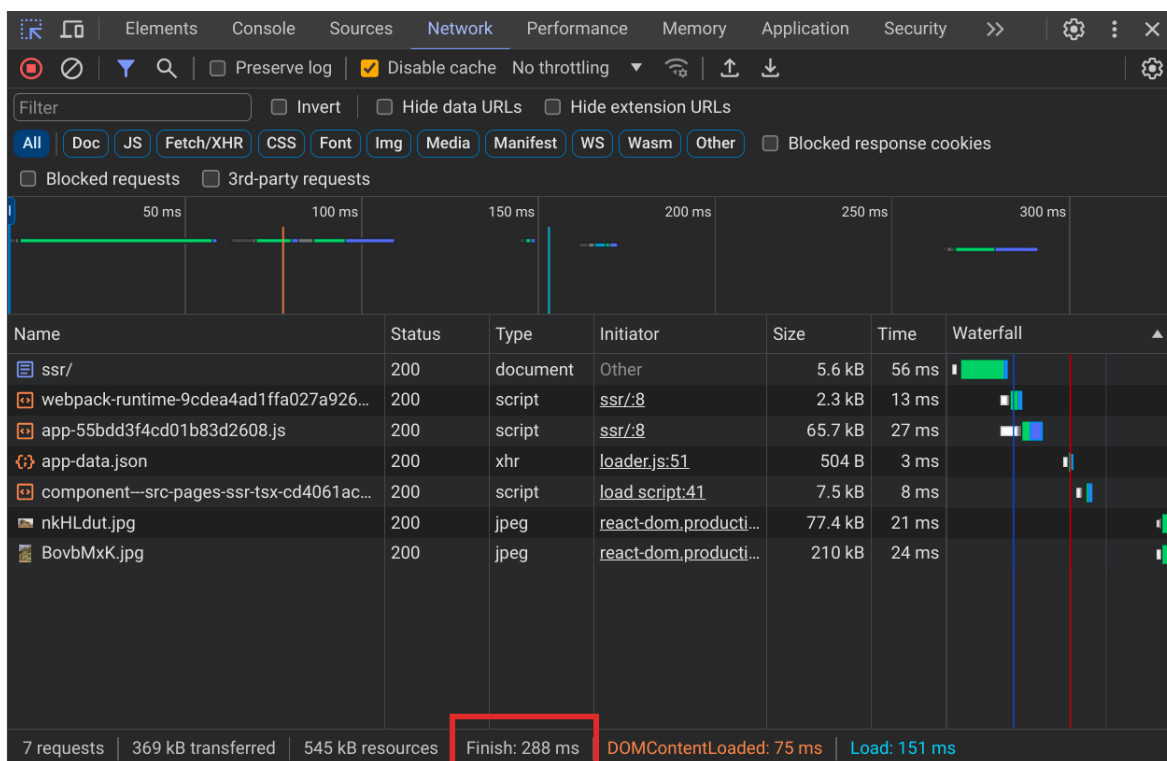 Elements Console Sources Network Performance Memory Application Security >>
Preserve log Disable cache No throttling
Filter Invert Hide data URLs Hide extension URLs
All Doc JS Fetch/XHR CSS Font Img Media Manifest WS Wasm Other Blocked response cookies
Blocked requests 3rd-party requests
50 ms 100 ms 150 ms 200 ms 250 ms 300 ms
Name Status Type Initiator Size Time Waterfall
ssr/ 200 document Other 5.6 kB 56 ms
webpack-runtime-9cdea4ad1ffa027a926... 200 script ssr/:8 2.3 kB 13 ms
app-55bdd3f4cd01b83d2608.js 200 script ssr/:8 65.7 kB 27 ms
app-data.json 200 xhr loader.js:51 504 B 3 ms
component---src-pages-ssr-tsx-cd4061ac... 200 script load script:41 7.5 kB 8 ms
nkHLdut.jpg 200 jpeg react-dom.producti... 77.4 kB 21 ms
BovbMxK.jpg 200 jpeg react-dom.producti... 210 kB 24 ms
7 requests 369 kB transferred 545 kB resources Finish: 288 ms DOMContentLoaded: 75 ms Load: 151 ms